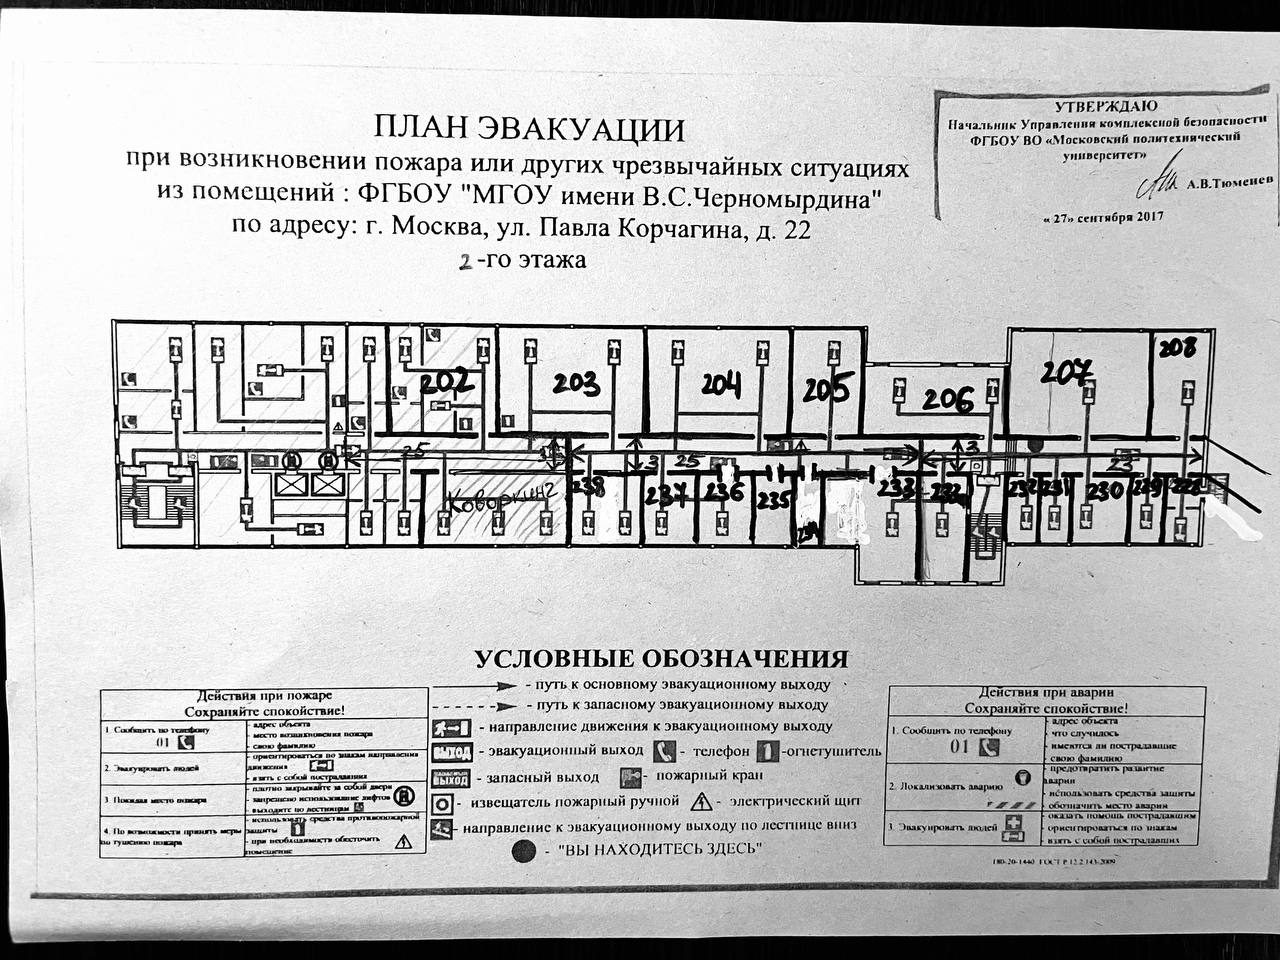 УТВЕРЖДАЮ
Начальник Управления комплексной безопасности
ФГБОУ ВО «Московский политехнический
университет»
А.В.Тюменев
« 27» сентября 2017
ПЛАН ЭВАКУАЦИИ
при возникновении пожара или других чрезвычайных ситуациях
из помещений : ФГБОУ "МГОУ имени В.С.Черномырдина"
по адресу: г. Москва, ул. Павла Корчагина, д. 22
2 -го этажа
202
203
204
205
206
207
208
25
3
25
3
23
Коворкинг
238
237
236
235
234
233
232
231
230
229
228
УСЛОВНЫЕ ОБОЗНАЧЕНИЯ
- путь к основному эвакуационному выходу
- путь к запасному эвакуационному выходу
- направление движения к эвакуационному выходу
ВЫХОД - эвакуационный выход - телефон -огнетушитель
ВЫХОД - запасный выход - пожарный кран
- извещатель пожарный ручной - электрический щит
- направление к эвакуационному выходу по лестнице вниз
- "ВЫ НАХОДИТЕСЬ ЗДЕСЬ"
Действия при пожаре
Сохраняйте спокойствие!
1. Сообщить по телефону
01
- адрес объекта
- место возникновения пожара
- свою фамилию
2. Эвакуировать людей
- ориентироваться по знакам направления
движения
- взять с собой пострадавших
3. Покидая место пожара
- плотно закрывайте за собой двери
- запрещено использование лифтов
- выходите по лестницам
4. По возможности принять меры
по тушению пожара
- использовать средства противопожарной
защиты
- при необходимости обесточить
помещение
Действия при аварии
Сохраняйте спокойствие!
1. Сообщить по телефону
01
- адрес объекта
- что случилось
- имеются ли пострадавшие
- свою фамилию
2. Локализовать аварию
- предотвратить развитие
аварии
- использовать средства защиты
- обозначить место аварии
3. Эвакуировать людей
- оказать помощь пострадавшим
- ориентироваться по знакам
- взять с собой пострадавших
180-20-1440 ГОСТ Р 12.2.143-2009